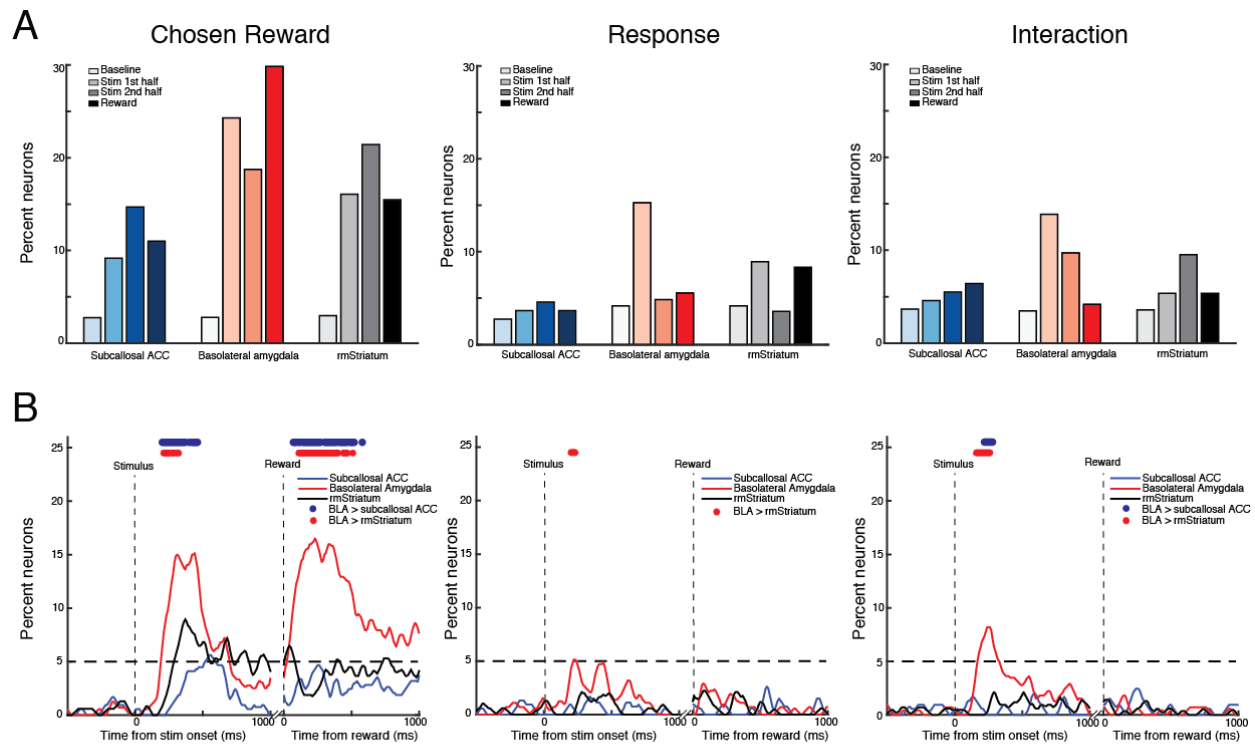 A
Chosen Reward
Response
Interaction
Baseline
Stim 1st half
Stim 2nd half
Reward
30
20
10
0
Percent neurons
Subcallosal ACC
Basolateral amygdala
rmStriatum
Baseline
Stim 1st half
Stim 2nd half
Reward
30
20
10
0
Percent neurons
Subcallosal ACC
Basolateral amygdala
rmStriatum
Baseline
Stim 1st half
Stim 2nd half
Reward
30
20
10
0
Percent neurons
Subcallosal ACC
Basolateral amygdala
rmStriatum
B
25
20
15
10
5
0
Percent neurons
Stimulus
Reward
Subcallosal ACC
Basolateral Amygdala
rmStriatum
BLA > subcallosal ACC
BLA > rmStriatum
0
1000
0
1000
Time from stim onset (ms)
Time from reward (ms)
25
20
15
10
5
0
Percent neurons
Stimulus
Reward
Subcallosal ACC
Basolateral Amygdala
rmStriatum
BLA > rmStriatum
0
1000
0
1000
Time from stim onset (ms)
Time from reward (ms)
25
20
15
10
5
0
Percent neurons
Stimulus
Reward
Subcallosal ACC
Basolateral Amygdala
rmStriatum
BLA > subcallosal ACC
BLA > rmStriatum
0
1000
0
1000
Time from stim onset (ms)
Time from reward (ms)